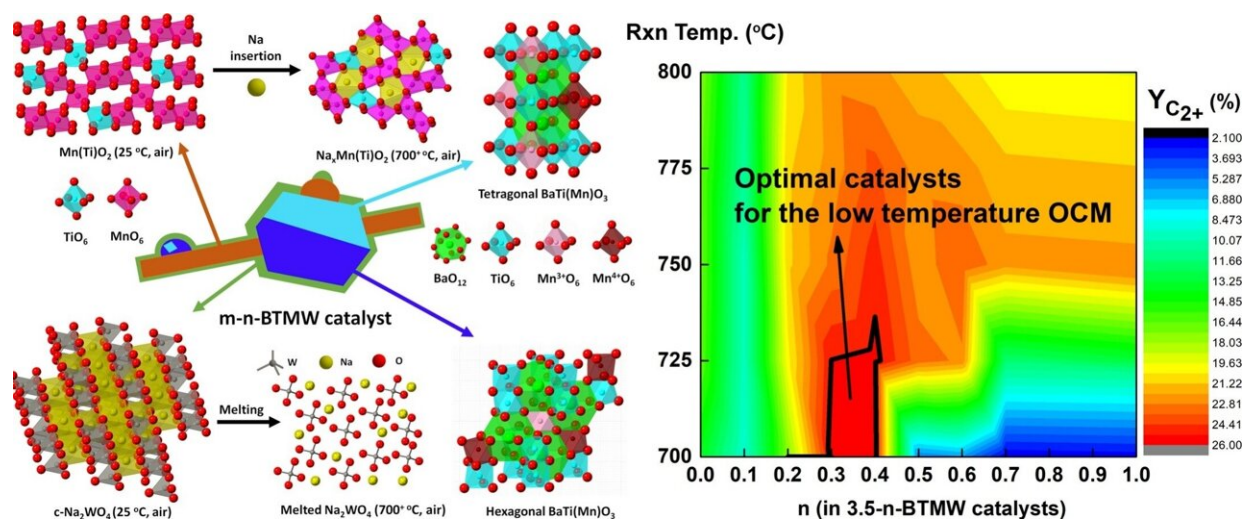 Na
insertion
Mn(Ti)O₂ (25 °C, air)
NaₓMn(Ti)O₂ (700⁺ °C, air)
TiO₆
MnO₆
Tetragonal BaTi(Mn)O₃
BaO₁₂
TiO₆
Mn³⁺O₆
Mn⁴⁺O₆
m-n-BTMW catalyst
W
Na
O
Melting
c-Na₂WO₄ (25 °C, air)
Melted Na₂WO₄ (700⁺ °C, air)
Hexagonal BaTi(Mn)O₃
Rxn Temp. (°C)
800
775
750
725
700
Optimal catalysts
for the low temperature OCM
0.0 0.1 0.2 0.3 0.4 0.5 0.6 0.7 0.8 0.9 1.0
n (in 3.5-n-BTMW catalysts)
Y_C₂₊ (%)
2.100
3.693
5.287
6.880
8.473
10.07
11.66
13.25
14.85
16.44
18.03
19.63
21.22
22.81
24.41
26.00